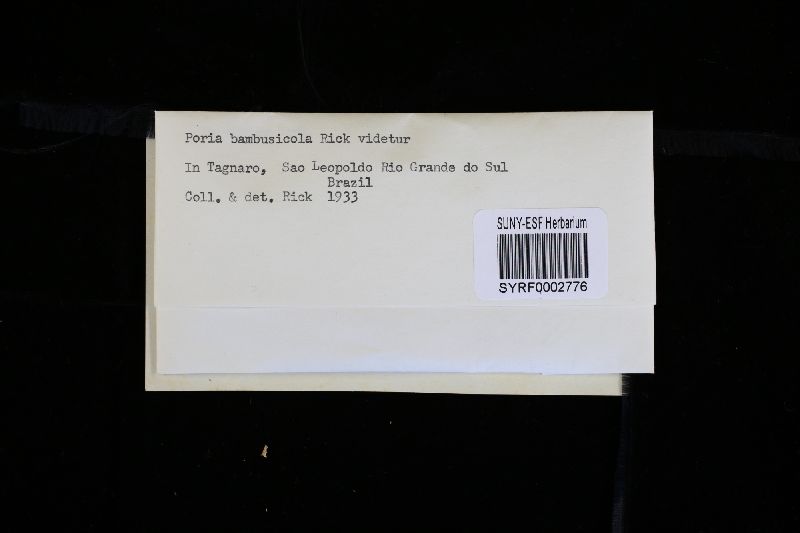 Poria bambusicola Rick videtur
In Tagnaro, Sao Leopoldo Rio Grande do Sul
Brazil
Coll. & det. Rick 1933
SUNY-ESF Herbarium
SYRF0002776